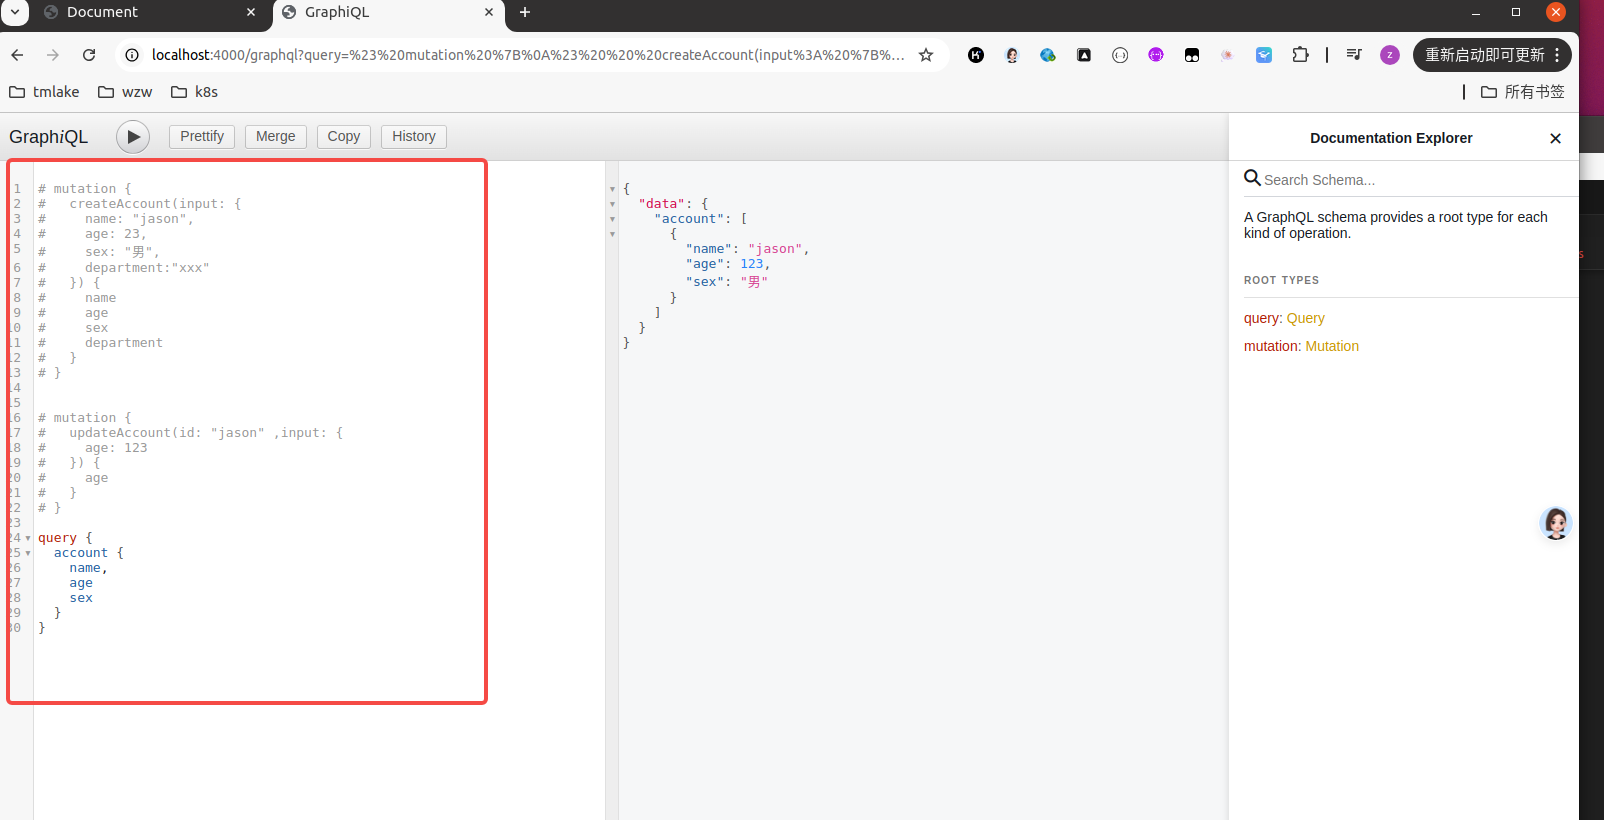 Document
GraphiQL
localhost:4000/graphql?query=%23%20mutation%20%7B%0A%23%20%20%20createAccount(input%3A%20%7B%...
重新启动即可更新
tmlake
wzw
k8s
所有书签
GraphiQL
Prettify
Merge
Copy
History
1 # mutation {
2 #   createAccount(input: {
3 #     name: "jason",
4 #     age: 23,
5 #     sex: "男",
6 #     department:"xxx"
7 #   }) {
8 #     name
9 #     age
10 #     sex
11 #     department
12 #   }
13 # }
14
15
16 # mutation {
17 #   updateAccount(id: "jason" ,input: {
18 #     age: 123
19 #   }) {
20 #     age
21 #   }
22 # }
23
24 query {
25   account {
26     name,
27     age
28     sex
29   }
30 }
{
  "data": {
    "account": [
      {
        "name": "jason",
        "age": 123,
        "sex": "男"
      }
    ]
  }
}
Documentation Explorer
Search Schema...
A GraphQL schema provides a root type for each
kind of operation.
ROOT TYPES
query: Query
mutation: Mutation